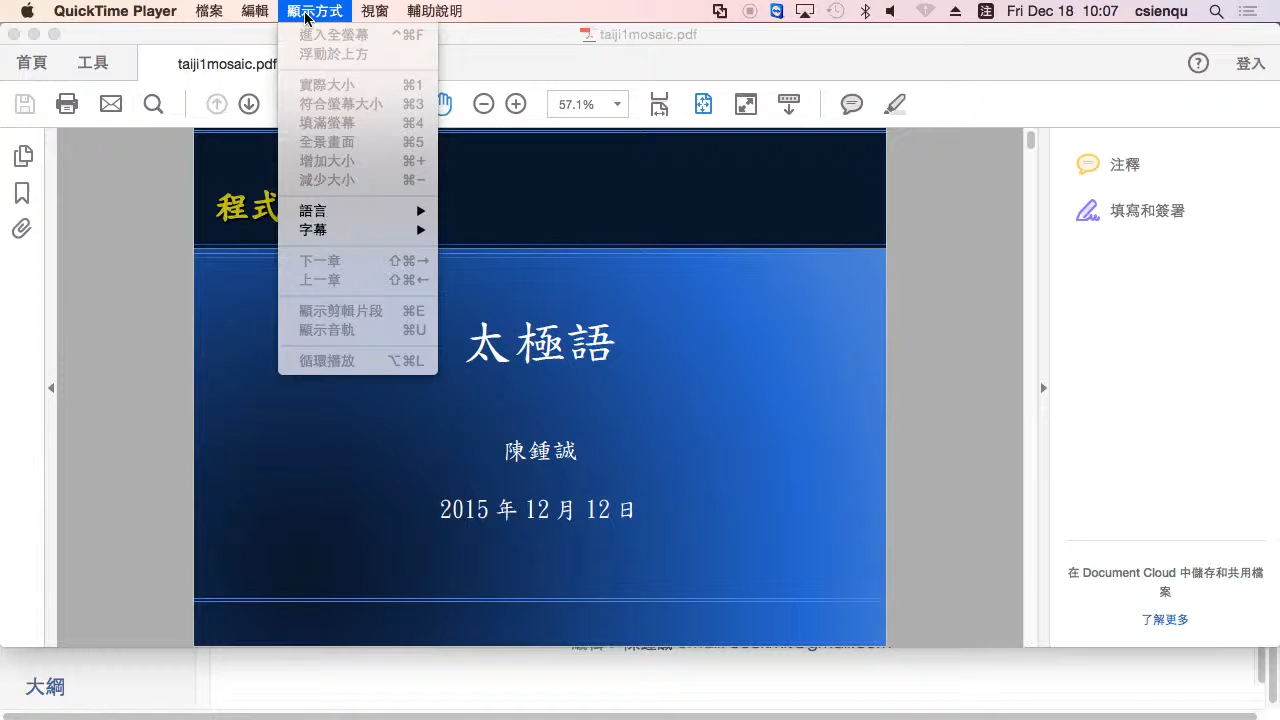 QuickTime Player 檔案 編輯 顯示方式 視窗 輔助說明 注 Fri Dec 18 10:07 csienqu
taiji1mosaic.pdf
首頁 工具 taiji1mosaic.pdf 登入
57.1%
進入全螢幕 ^⌘F
浮動於上方
實際大小 ⌘1
符合螢幕大小 ⌘3
填滿螢幕 ⌘4
全景畫面 ⌘5
增加大小 ⌘+
減少大小 ⌘−
語言
字幕
下一章 ⇧⌘→
上一章 ⇧⌘←
顯示剪輯片段 ⌘E
顯示音軌 ⌘U
循環播放 ⌥⌘L
程式
太極語
陳鍾誠
2015 年 12 月 12 日
注釋
填寫和簽署
在 Document Cloud 中儲存和共用檔
案
了解更多
大綱